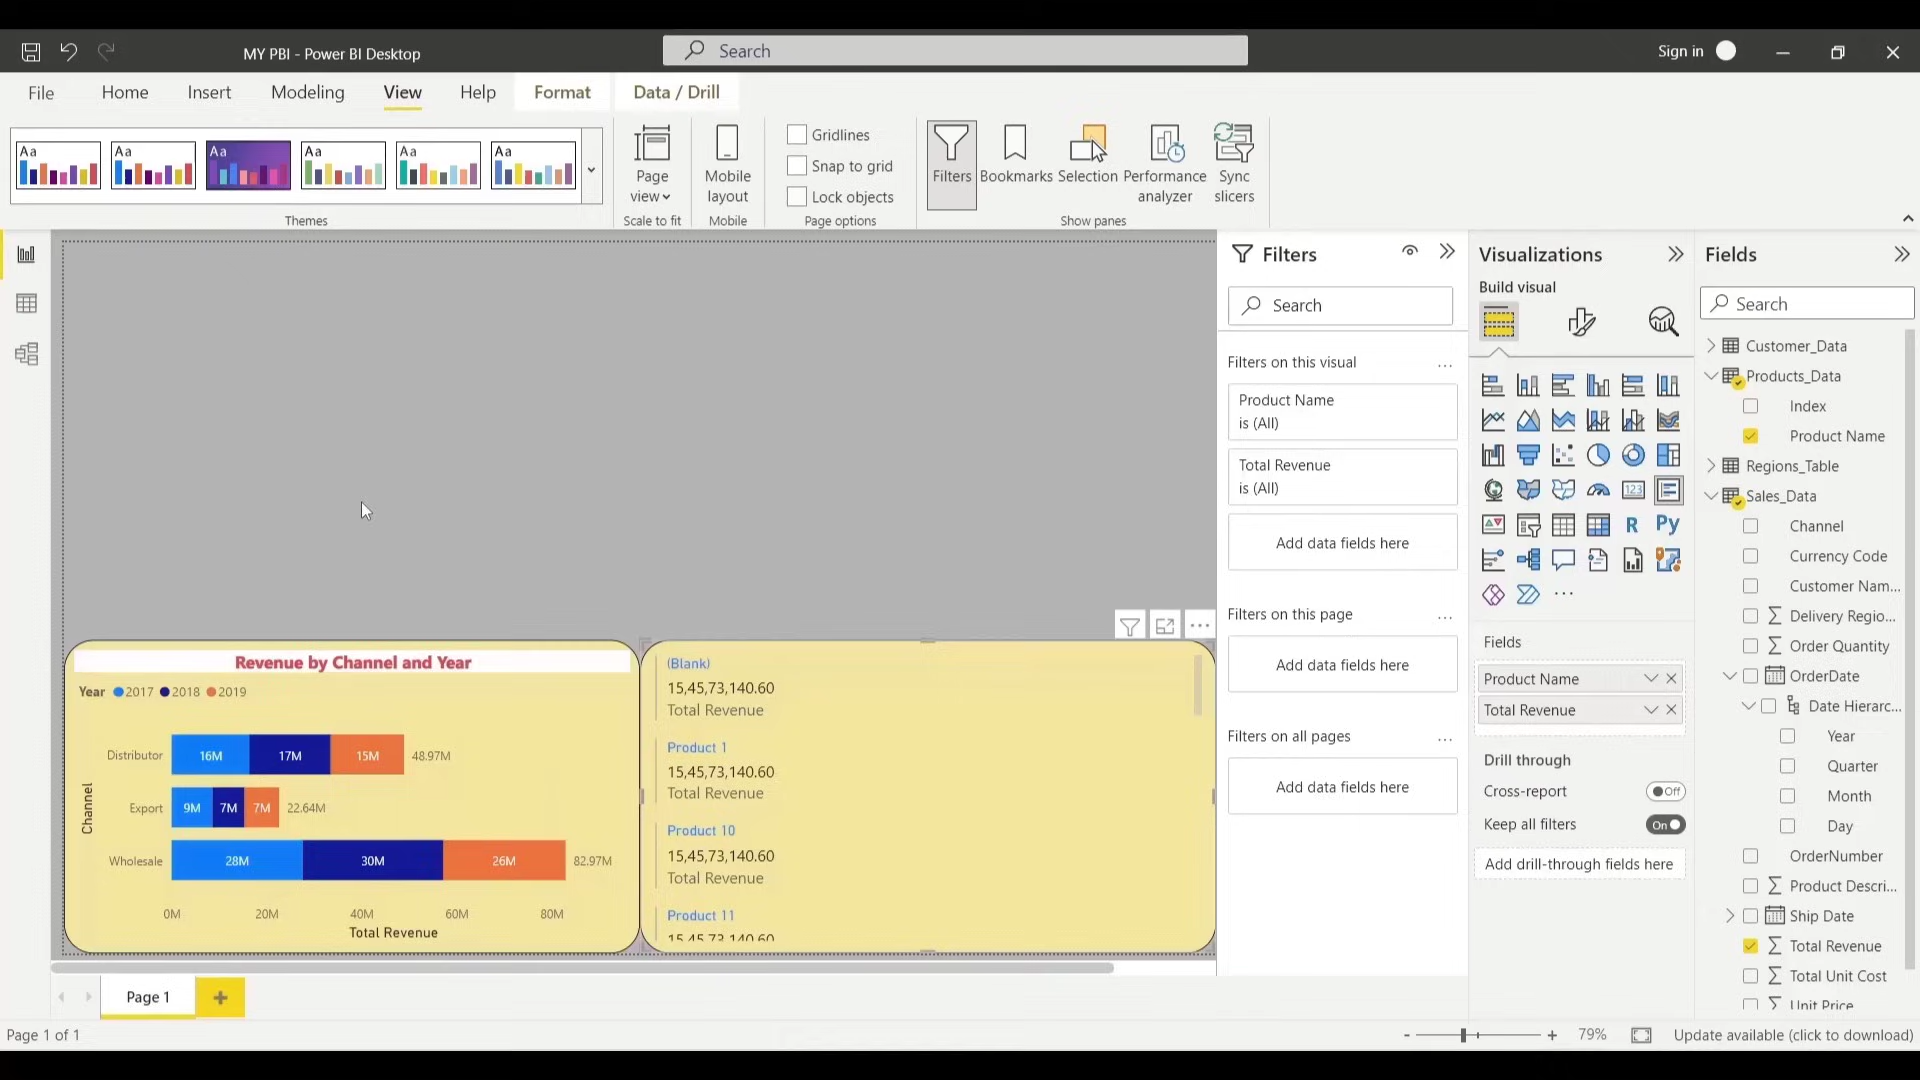 MY PBI - Power BI Desktop
Search
Sign in
File Home Insert Modeling View Help Format Data / Drill
Aa Aa Aa Aa Aa Aa
Themes
Page view
Scale to fit
Mobile layout
Mobile
Gridlines
Snap to grid
Lock objects
Page options
Filters
Bookmarks
Selection
Performance analyzer
Sync slicers
Show panes
Revenue by Channel and Year
Year 2017 2018 2019
Channel
Distributor 16M 17M 15M 48.97M
Export 9M 7M 7M 22.64M
Wholesale 28M 30M 26M 82.97M
0M 20M 40M 60M 80M
Total Revenue
(Blank)
15,45,73,140.60
Total Revenue
Product 1
15,45,73,140.60
Total Revenue
Product 10
15,45,73,140.60
Total Revenue
Product 11
15,45,73,140.60
Filters
Search
Filters on this visual ...
Product Name
is (All)
Total Revenue
is (All)
Add data fields here
Filters on this page ...
Add data fields here
Filters on all pages ...
Add data fields here
Visualizations
Build visual
123
R Py
...
Fields
Product Name
Total Revenue
Drill through
Cross-report Off
Keep all filters On
Add drill-through fields here
Fields
Search
Customer_Data
Products_Data
Index
Product Name
Regions_Table
Sales_Data
Channel
Currency Code
Customer Nam...
Delivery Regio...
Order Quantity
OrderDate
Date Hierarc...
Year
Quarter
Month
Day
OrderNumber
Product Descri...
Ship Date
Total Revenue
Total Unit Cost
Unit Price
Page 1
+
Page 1 of 1
- + 79%
Update available (click to download)